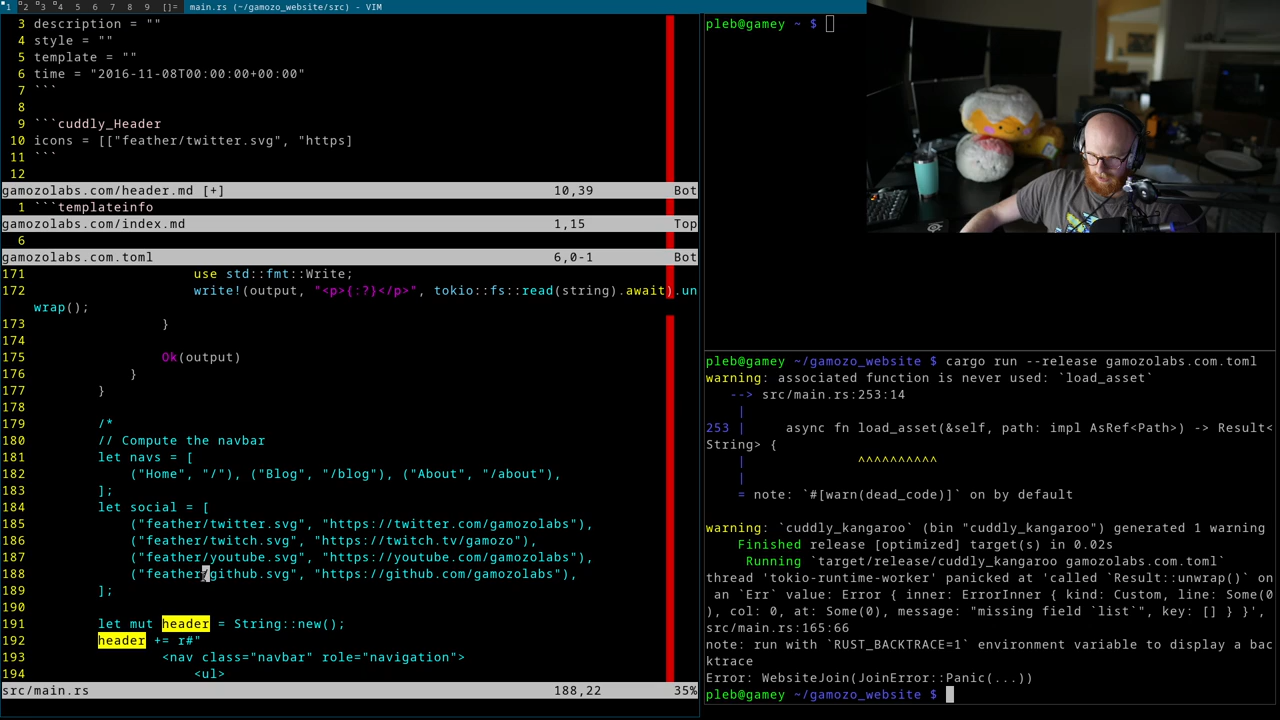 1 2 3 4 5 6 7 8 9 []= main.rs (~/gamozo_website/src) - VIM
3 description = ""
4 style = ""
5 template = ""
6 time = "2016-11-08T00:00:00+00:00"
7 ```
8
9 ```cuddly_Header
10 icons = [["feather/twitter.svg", "https]
11 ```
12
gamozolabs.com/header.md [+] 10,39 Bot
1 ```templateinfo
gamozolabs.com/index.md 1,15 Top
6
gamozolabs.com.toml 6,0-1 Bot
171 use std::fmt::Write;
172 write!(output, "<p>{:?}</p>", tokio::fs::read(string).await).un
wrap();
173 }
174
175 Ok(output)
176 }
177 }
178
179 /*
180 // Compute the navbar
181 let navs = [
182 ("Home", "/"), ("Blog", "/blog"), ("About", "/about"),
183 ];
184 let social = [
185 ("feather/twitter.svg", "https://twitter.com/gamozolabs"),
186 ("feather/twitch.svg", "https://twitch.tv/gamozo"),
187 ("feather/youtube.svg", "https://youtube.com/gamozolabs"),
188 ("feather/github.svg", "https://github.com/gamozolabs"),
189 ];
190
191 let mut header = String::new();
192 header += r#"
193 <nav class="navbar" role="navigation">
194 <ul>
src/main.rs 188,22 35%
pleb@gamey ~ $
pleb@gamey ~/gamozo_website $ cargo run --release gamozolabs.com.toml
warning: associated function is never used: `load_asset`
--> src/main.rs:253:14
|
253 | async fn load_asset(&self, path: impl AsRef<Path>) -> Result<
String> {
| ^^^^^^^^^^
|
= note: `#[warn(dead_code)]` on by default
warning: `cuddly_kangaroo` (bin "cuddly_kangaroo") generated 1 warning
Finished release [optimized] target(s) in 0.02s
Running `target/release/cuddly_kangaroo gamozolabs.com.toml`
thread 'tokio-runtime-worker' panicked at 'called `Result::unwrap()` on
an `Err` value: Error { inner: ErrorInner { kind: Custom, line: Some(0
), col: 0, at: Some(0), message: "missing field `list`", key: [] } }',
src/main.rs:165:66
note: run with `RUST_BACKTRACE=1` environment variable to display a bac
ktrace
Error: WebsiteJoin(JoinError::Panic(...))
pleb@gamey ~/gamozo_website $